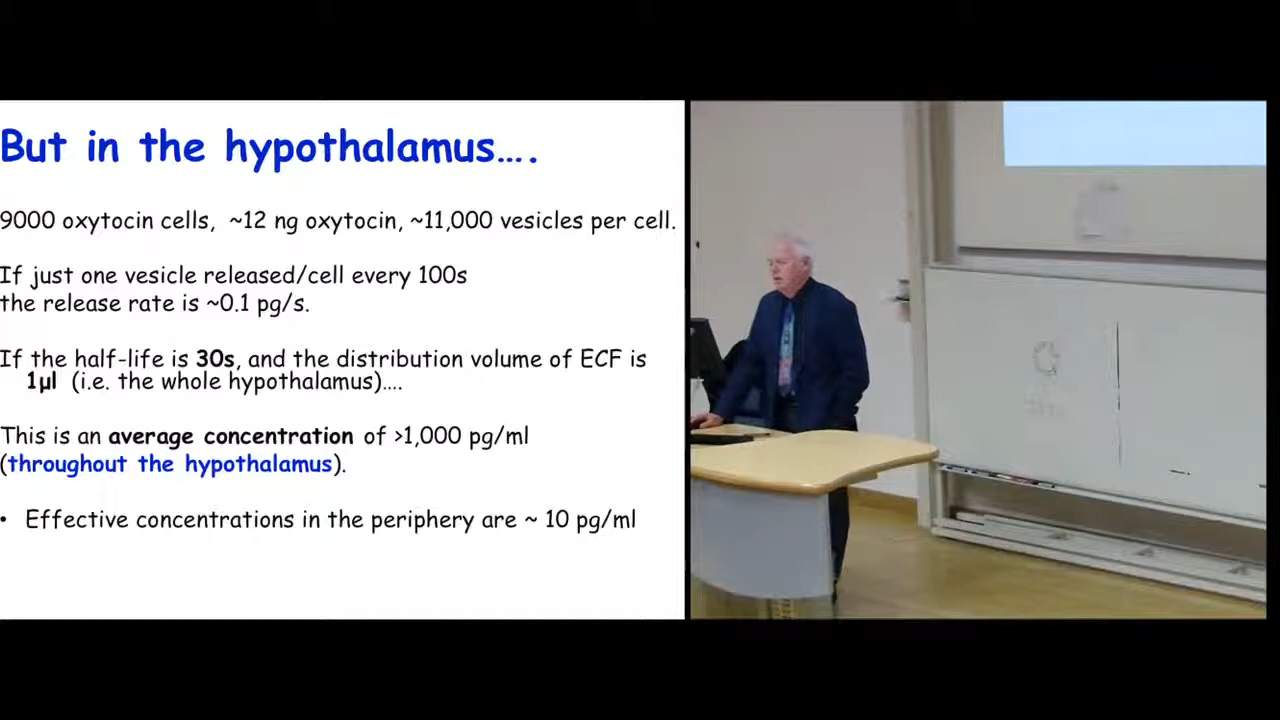 But in the hypothalamus….
9000 oxytocin cells,  ~12 ng oxytocin, ~11,000 vesicles per cell.
If just one vesicle released/cell every 100s
the release rate is ~0.1 pg/s.
If the half-life is 30s, and the distribution volume of ECF is
1µl  (i.e. the whole hypothalamus)….
This is an average concentration of >1,000 pg/ml
(throughout the hypothalamus).
• Effective concentrations in the periphery are ~ 10 pg/ml